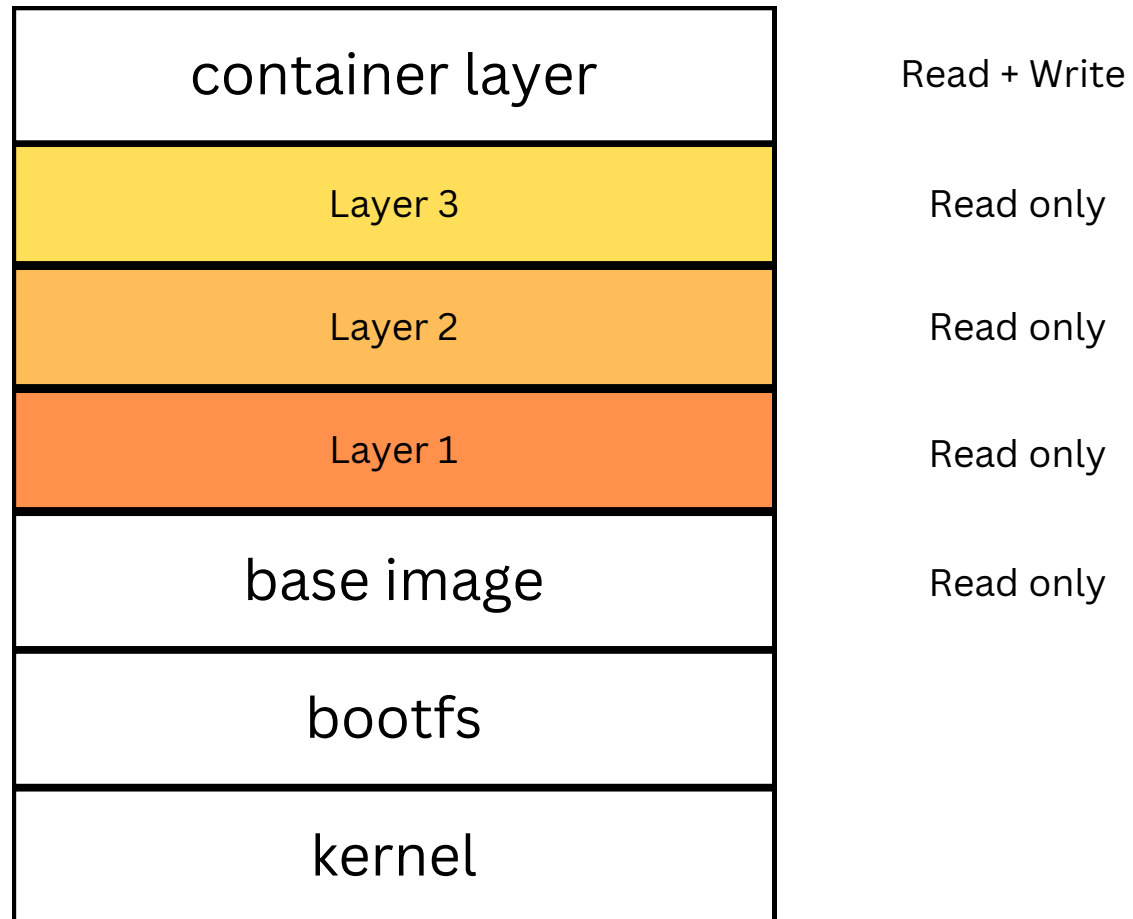 container layer
Read + Write
Layer 3
Read only
Layer 2
Read only
Layer 1
Read only
base image
Read only
bootfs
kernel